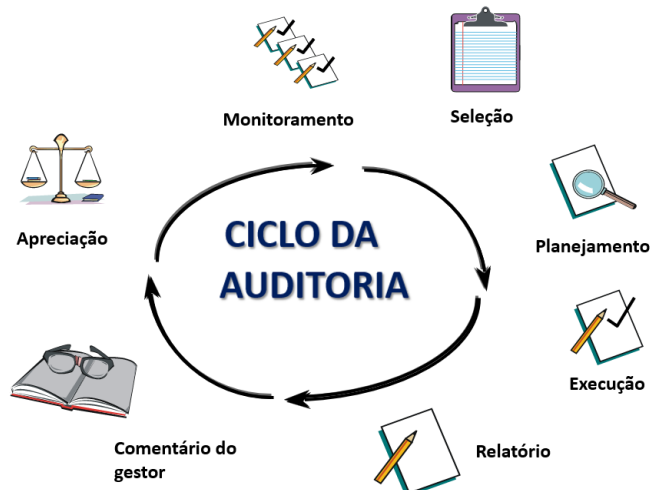 Monitoramento
Seleção
Apreciação
CICLO DA
AUDITORIA
Planejamento
Execução
Comentário do
gestor
Relatório